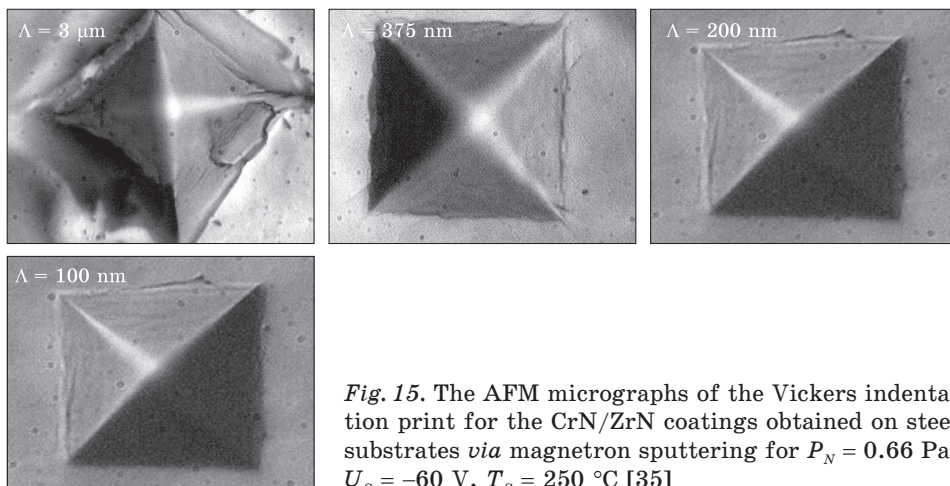 Λ = 3 μm
Λ = 375 nm
Λ = 200 nm
Λ = 100 nm
Fig. 15. The AFM micrographs of the Vickers indenta
tion print for the CrN/ZrN coatings obtained on stee
substrates via magnetron sputtering for P_N = 0.66 Pa
U_S = −60 V, T_S = 250 °C [35]